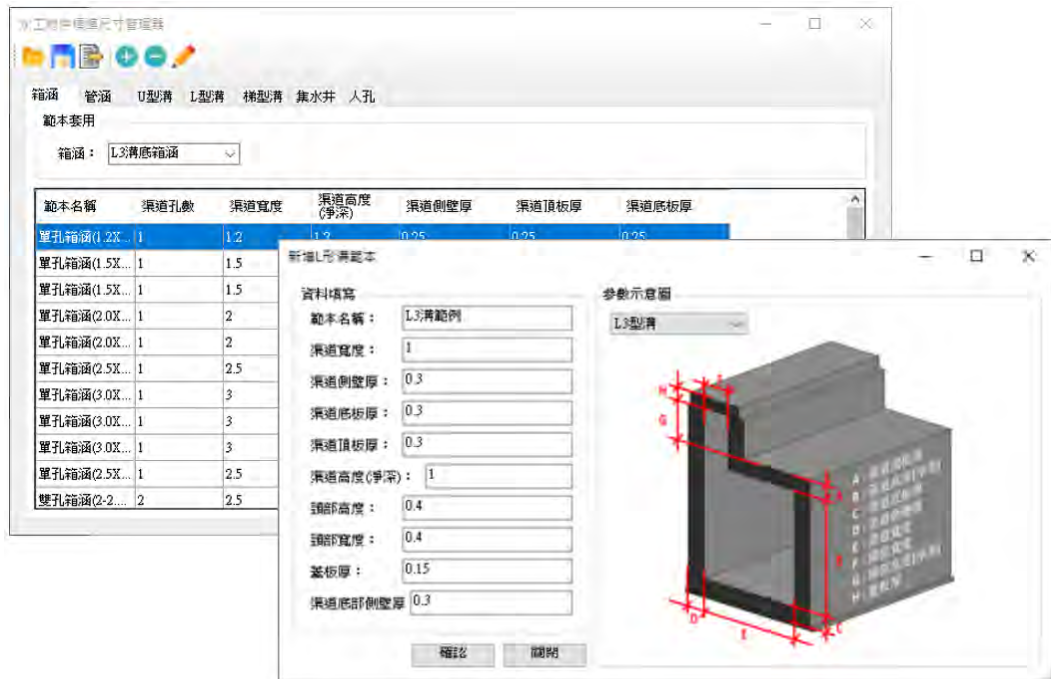 水工物件標準尺寸管理器
箱涵 管涵 U型溝 L型溝 梯型溝 集水井 人孔
範本套用
箱涵： L3溝底箱涵
範本名稱 渠道孔數 渠道寬度 渠道高度(淨深) 渠道側壁厚 渠道頂板厚 渠道底板厚
單孔箱涵(1.2X... 1 1.2 1.2 0.25 0.25 0.25
單孔箱涵(1.5X... 1 1.5
單孔箱涵(1.5X... 1 1.5
單孔箱涵(2.0X... 1 2
單孔箱涵(2.0X... 1 2
單孔箱涵(2.5X... 1 2.5
單孔箱涵(3.0X... 1 3
單孔箱涵(3.0X... 1 3
單孔箱涵(3.0X... 1 3
單孔箱涵(2.5X... 1 2.5
雙孔箱涵(2-2.... 2 2.5
新增L形溝範本
資料填寫
範本名稱： L3溝範例
渠道寬度： 1
渠道側壁厚： 0.3
渠道底板厚： 0.3
渠道頂板厚： 0.3
渠道高度(淨深)： 1
頭部高度： 0.4
頭部寬度： 0.4
蓋板厚： 0.15
渠道底部側壁厚 0.3
確認 關閉
參數示意圖
L3型溝
H
G
A
D
E
C